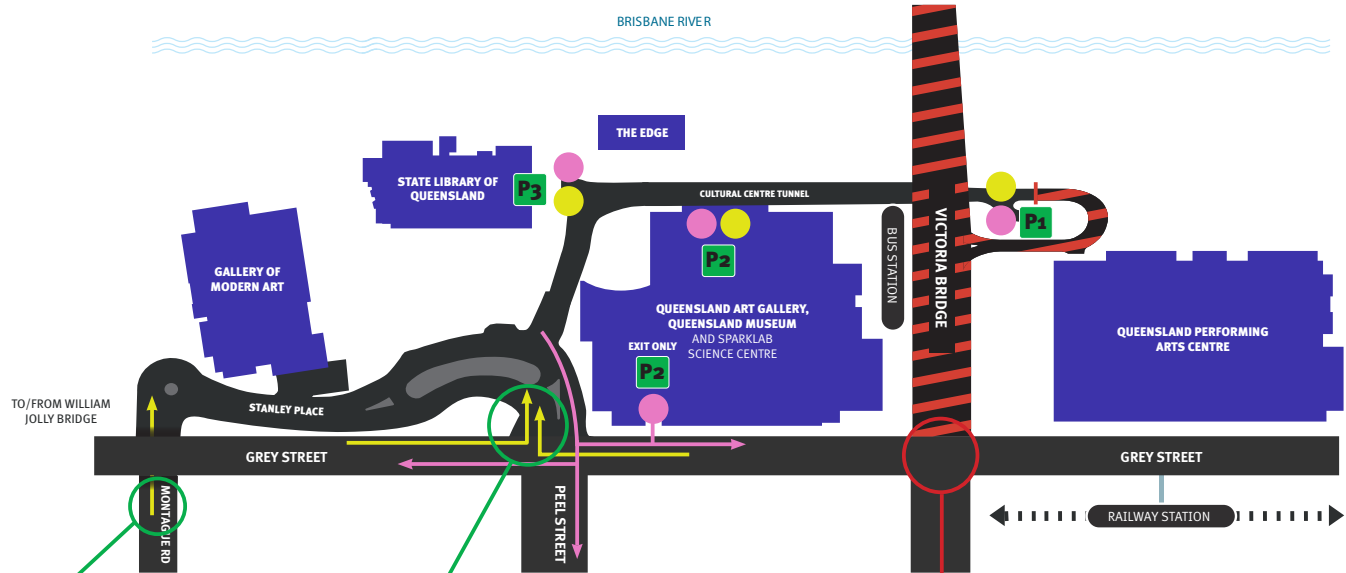 BRISBANE RIVER
THE EDGE
STATE LIBRARY OF
QUEENSLAND
P3
CULTURAL CENTRE TUNNEL
P1
P2
BUS STATION
VICTORIA BRIDGE
GALLERY OF
MODERN ART
QUEENSLAND ART GALLERY,
QUEENSLAND MUSEUM
AND SPARKLAB
SCIENCE CENTRE
EXIT ONLY
P2
QUEENSLAND PERFORMING
ARTS CENTRE
TO/FROM WILLIAM
JOLLY BRIDGE
STANLEY PLACE
GREY STREET
GREY STREET
MONTAGUE RD
PEEL STREET
RAILWAY STATION